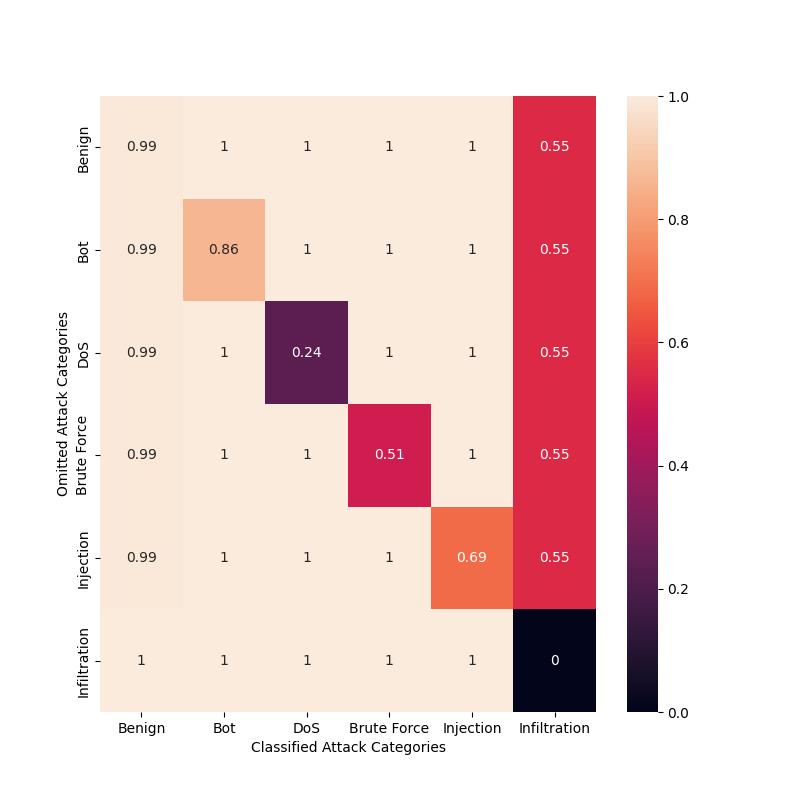 Omitted Attack Categories
Benign 0.99 1 1 1 1 0.55
Bot 0.99 0.86 1 1 1 0.55
DoS 0.99 1 0.24 1 1 0.55
Brute Force 0.99 1 1 0.51 1 0.55
Injection 0.99 1 1 1 0.69 0.55
Infiltration 1 1 1 1 1 0
Benign Bot DoS Brute Force Injection Infiltration
Classified Attack Categories
1.0
0.8
0.6
0.4
0.2
0.0